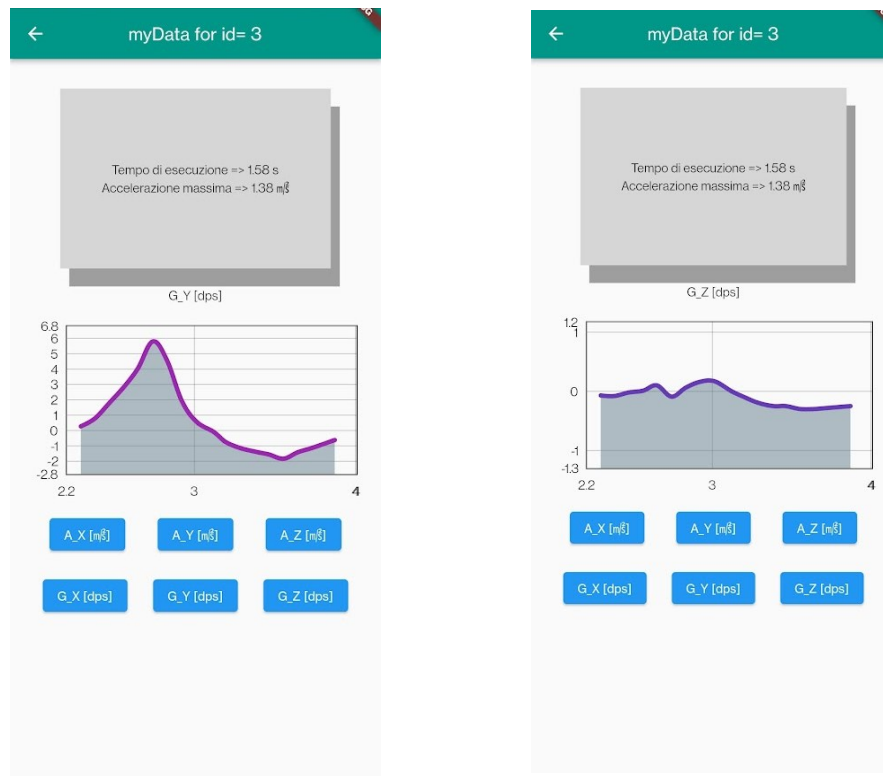 myData for id= 3
Tempo di esecuzione => 1.58 s
Accelerazione massima => 1.38 ㎨
G_Y [dps]
6.8
6
5
4
3
2
1
0
-1
-2
-2.8
2.2 3 4
A_X [㎨] A_Y [㎨] A_Z [㎨]
G_X [dps] G_Y [dps] G_Z [dps]
myData for id= 3
Tempo di esecuzione => 1.58 s
Accelerazione massima => 1.38 ㎨
G_Z [dps]
1.2
1
0
-1
-1.3
2.2 3 4
A_X [㎨] A_Y [㎨] A_Z [㎨]
G_X [dps] G_Y [dps] G_Z [dps]